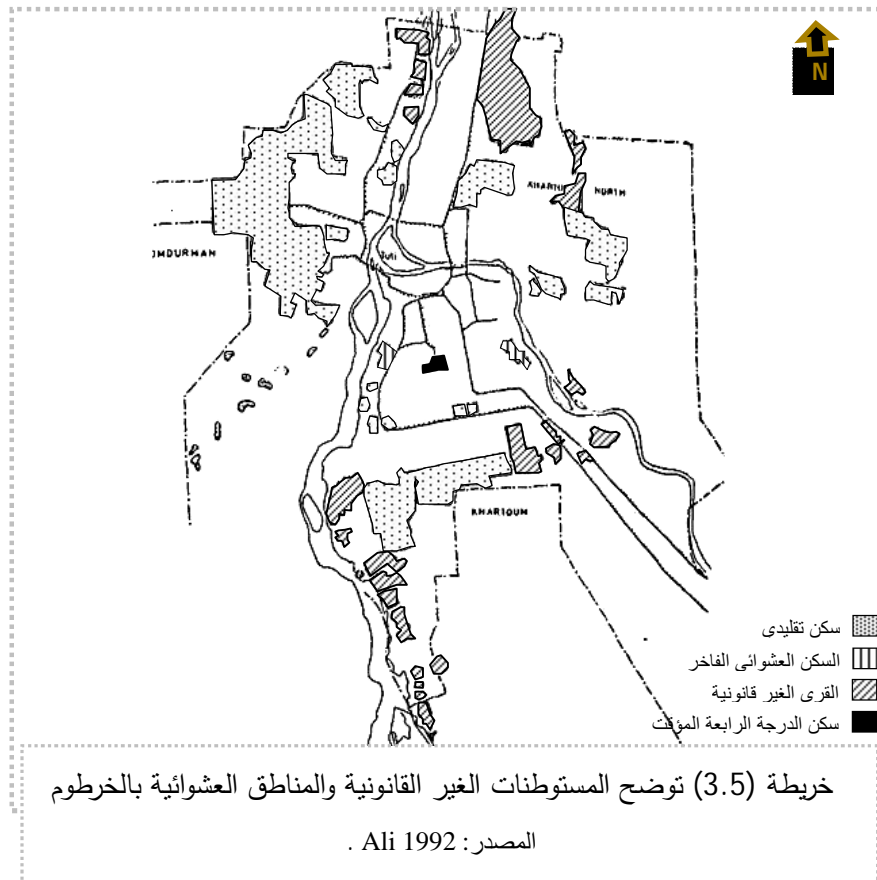 N
KHARTOUM NORTH
OMDURMAN
Tuti
KHARTOUM
سكن تقليدى
السكن العشوائى الفاخر
القرى الغير قانونية
سكن الدرجة الرابعة المؤقت
خريطة (3.5) توضح المستوطنات الغير القانونية والمناطق العشوائية بالخرطوم
المصدر: Ali 1992 .